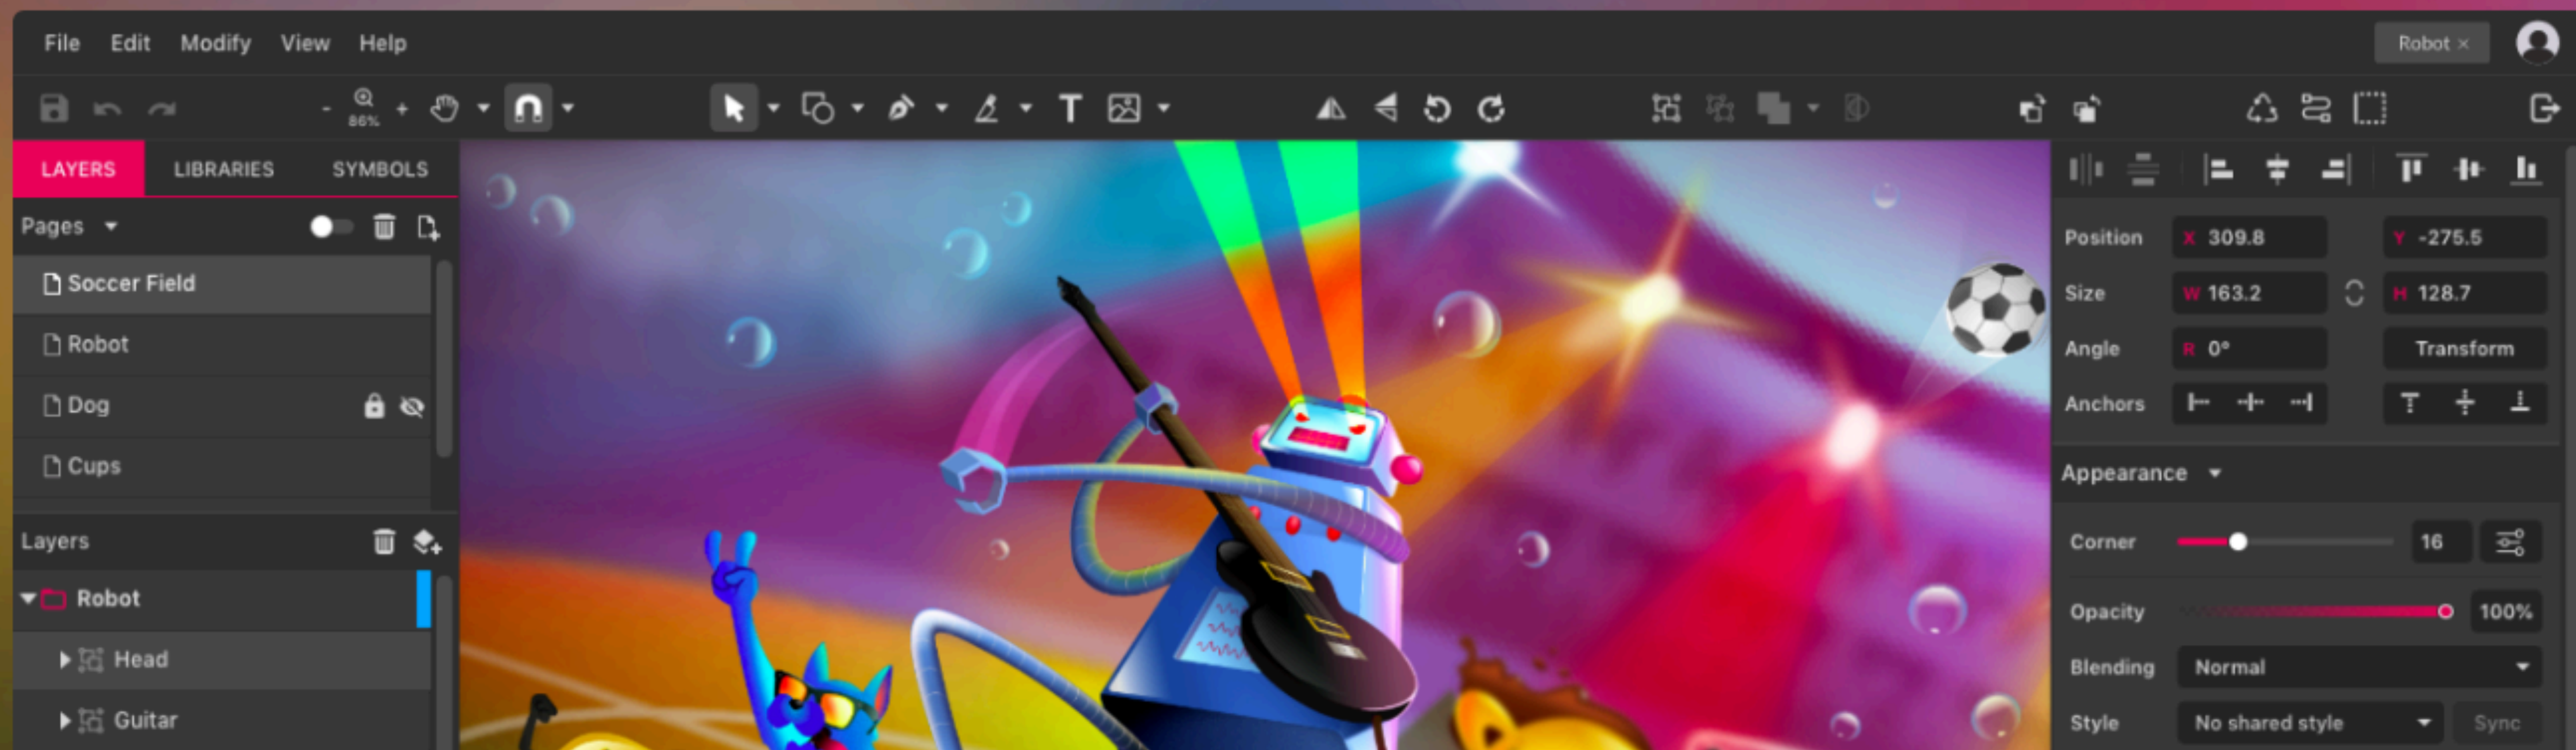 File Edit Modify View Help
Robot ×
- 86% +
LAYERS LIBRARIES SYMBOLS
Pages
Soccer Field
Robot
Dog
Cups
Layers
Robot
Head
Guitar
Position X 309.8 Y -275.5
Size W 163.2 H 128.7
Angle R 0° Transform
Anchors
Appearance
Corner 16
Opacity 100%
Blending Normal
Style No shared style Sync